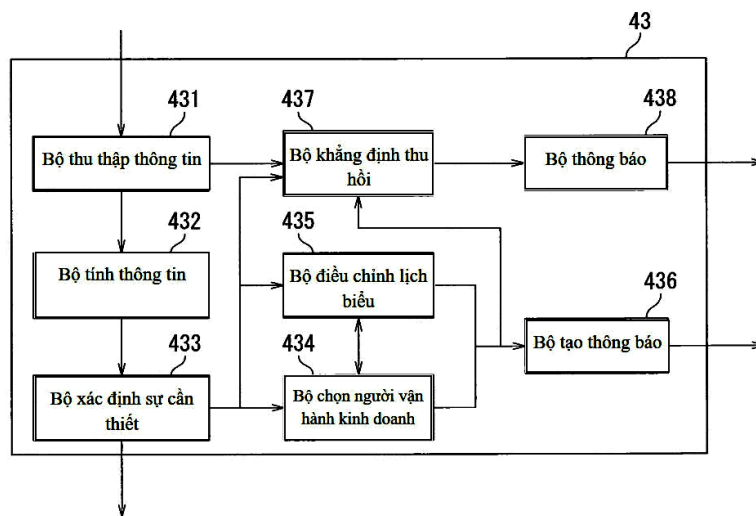 43
431
Bộ thu thập thông tin
437
Bộ khẳng định thu
hồi
438
Bộ thông báo
432
Bộ tính thông tin
435
Bộ điều chỉnh lịch
biểu
436
Bộ tạo thông báo
433
Bộ xác định sự cần
thiết
434
Bộ chọn người vận
hành kinh doanh